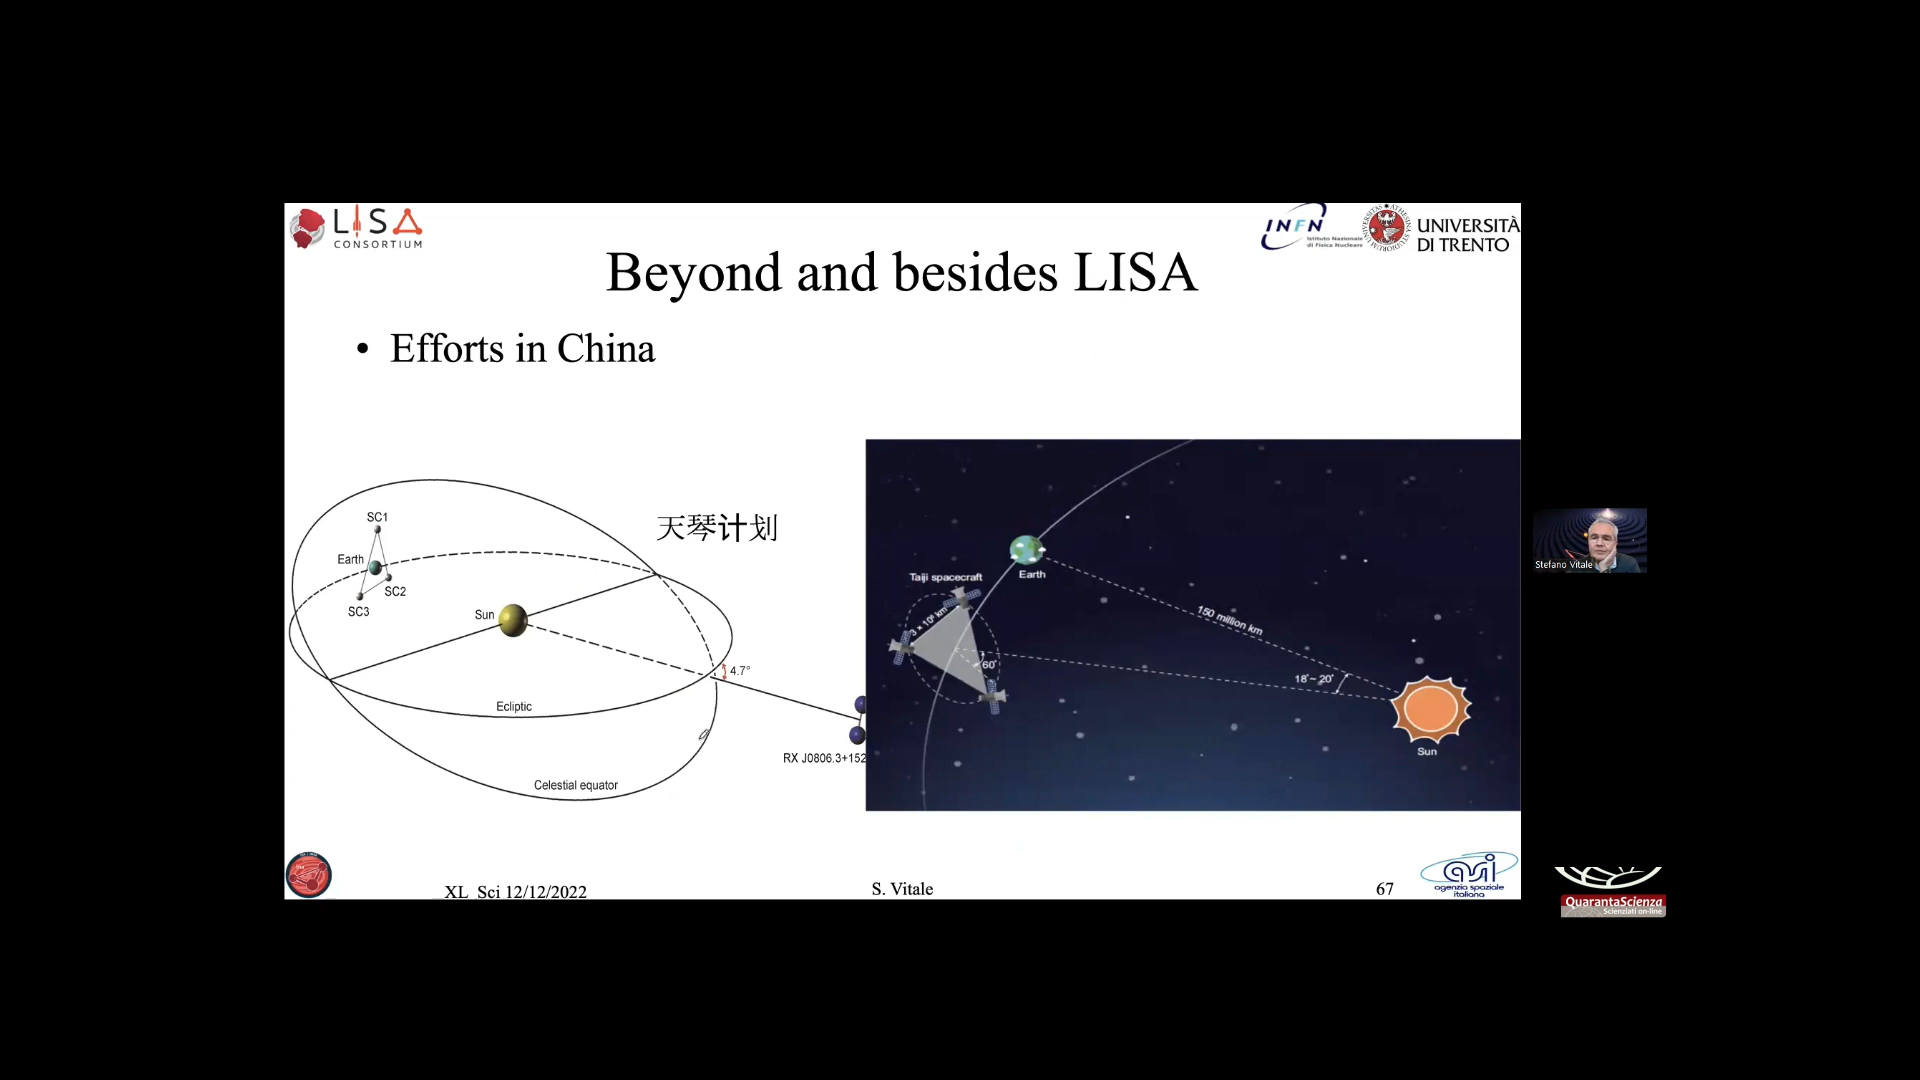 LISA
CONSORTIUM
INFN
Istituto Nazionale
di Fisica Nucleare
UNIVERSITÀ
DI TRENTO
Beyond and besides LISA
• Efforts in China
天琴计划
SC1
Earth
SC2
SC3
Sun
4.7°
Ecliptic
RX J0806.3+152
Celestial equator
Earth
Taiji spacecraft
3 × 10⁶ km
60°
150 million km
18°~ 20°
Sun
Stefano Vitale
XL Sci 12/12/2022
S. Vitale
67
asi
agenzia spaziale
italiana
QuarantaScienza
Scienziati on-line